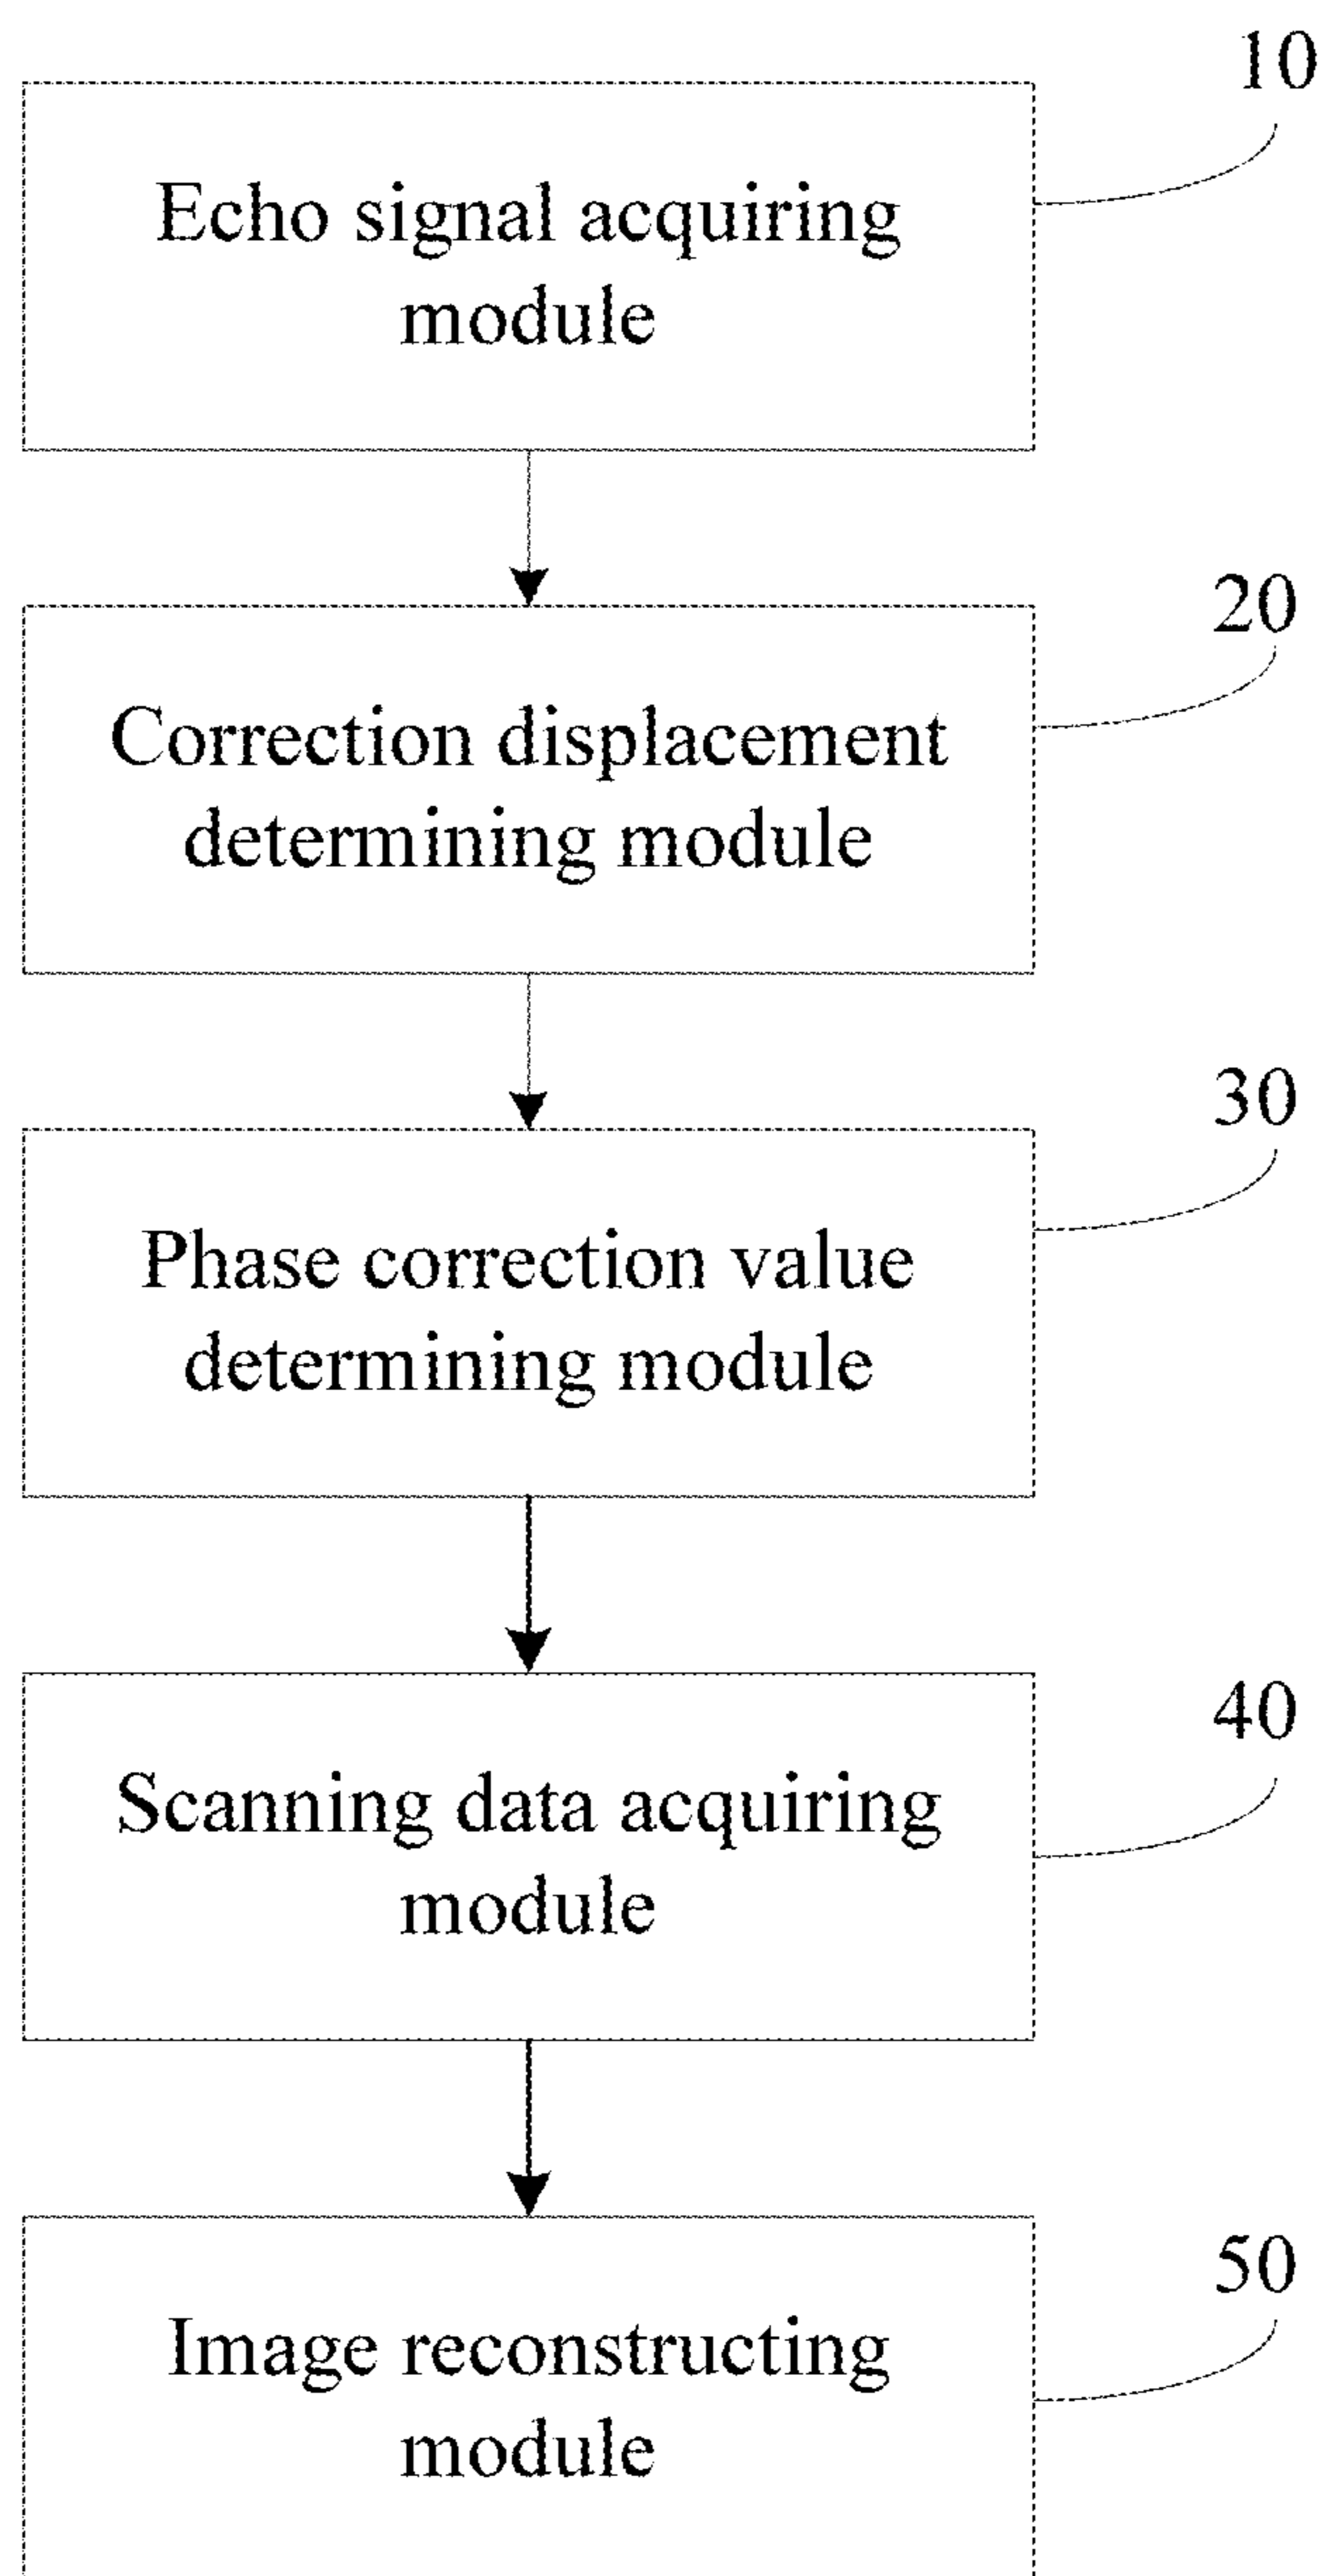 10
Echo signal acquiring
module
20
Correction displacement
determining module
30
Phase correction value
determining module
40
Scanning data acquiring
module
50
Image reconstructing
module